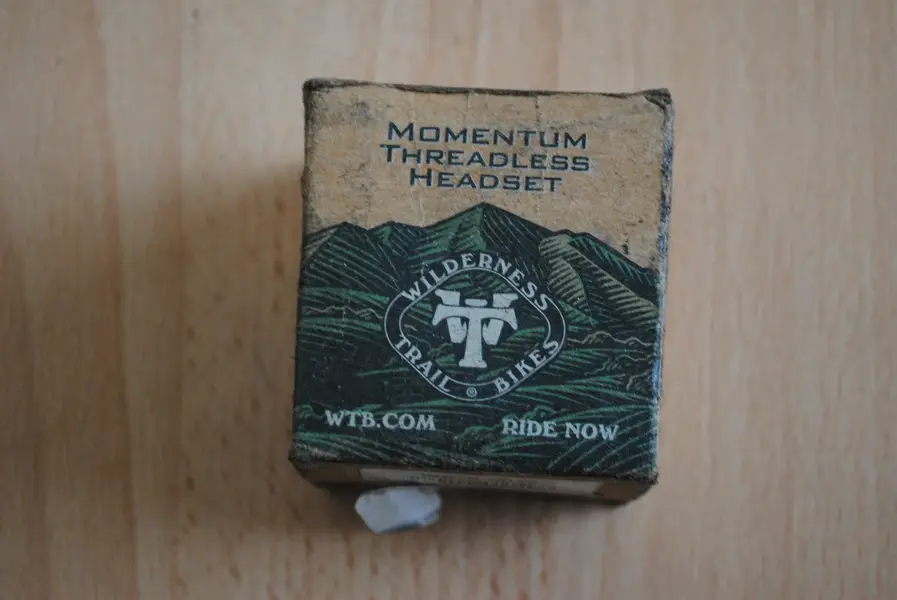 MOMENTUM
THREADLESS
HEADSET
WILDERNESS
TRAIL ® BIKES
WTB.COM RIDE NOW